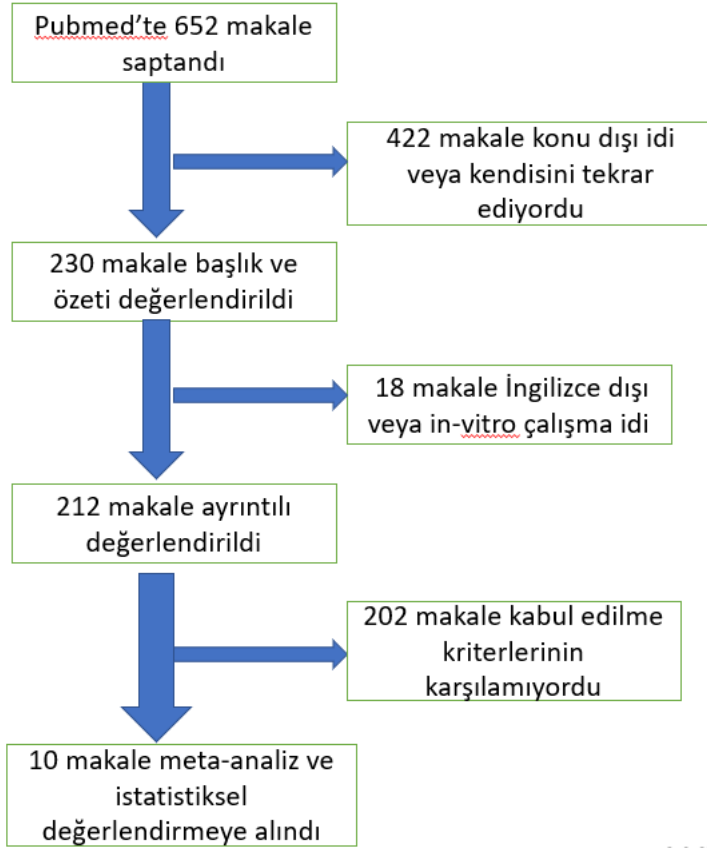 Pubmed'te 652 makale
saptandı
422 makale konu dışı idi
veya kendisini tekrar
ediyordu
230 makale başlık ve
özeti değerlendirildi
18 makale İngilizce dışı
veya in-vitro çalışma idi
212 makale ayrıntılı
değerlendirildi
202 makale kabul edilme
kriterlerinin
karşılamıyordu
10 makale meta-analiz ve
istatistiksel
değerlendirmeye alındı